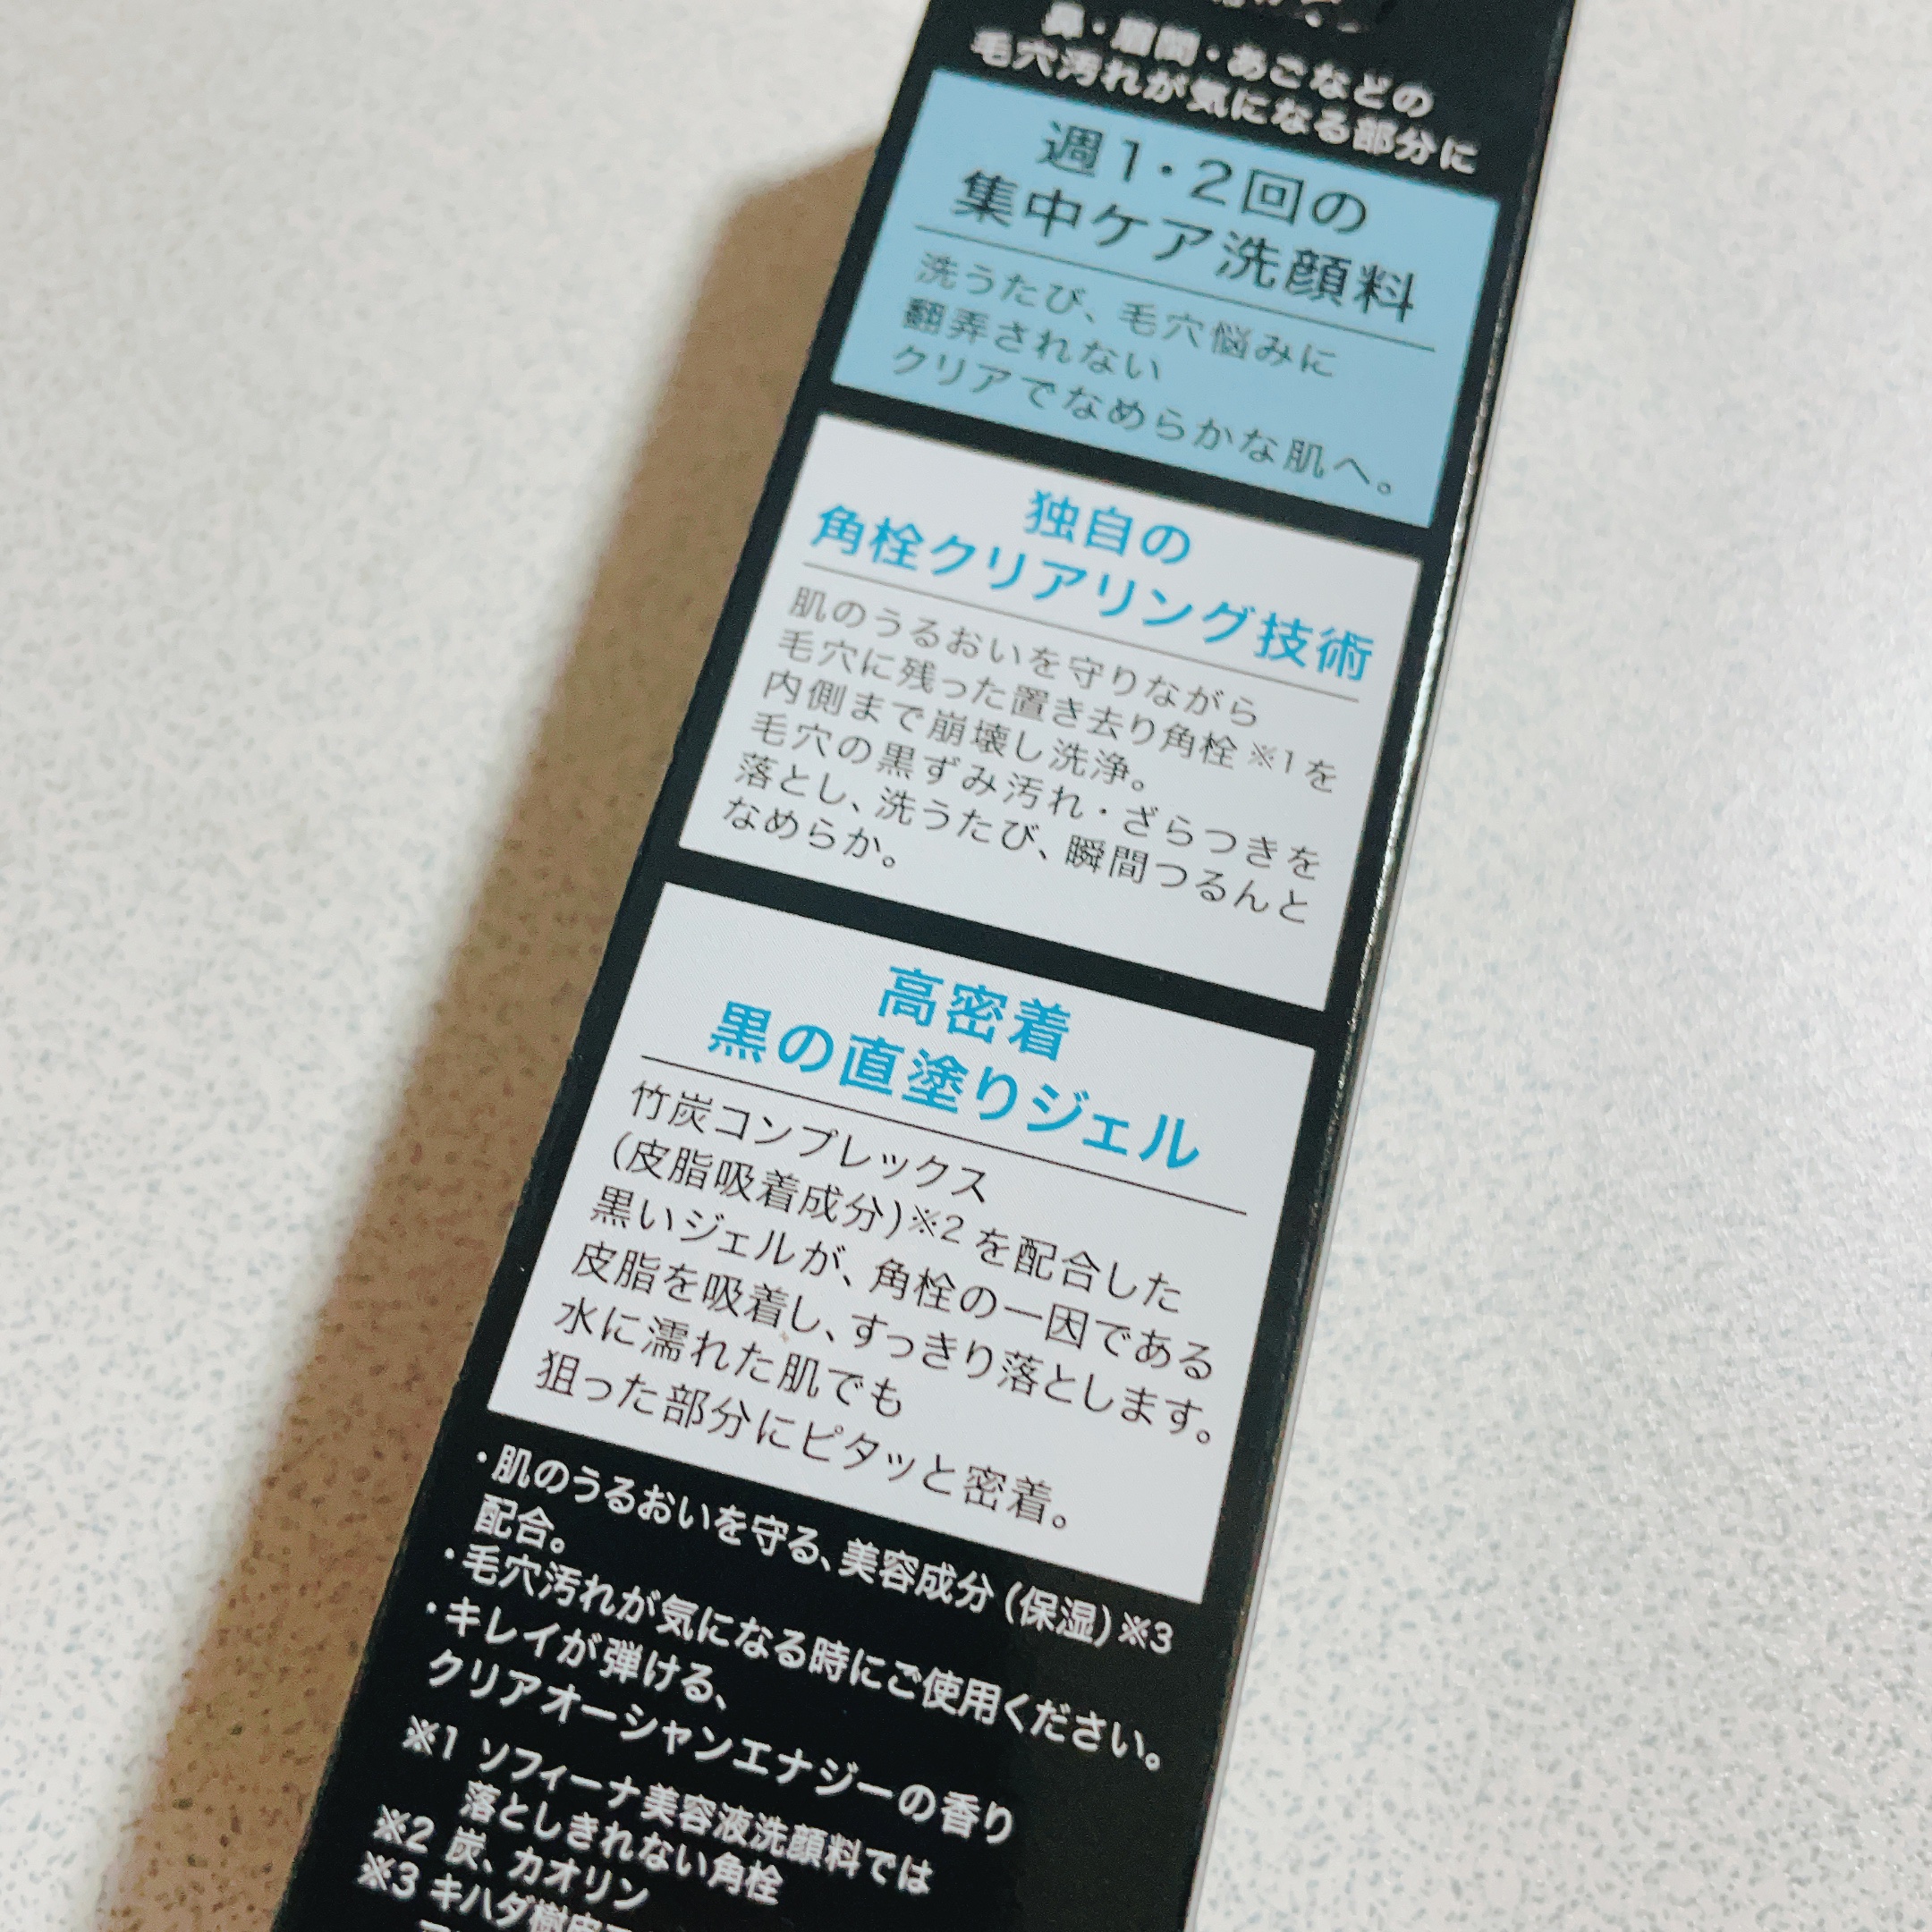 鼻・眉間・あごなどの
毛穴汚れが気になる部分に
週1・2回の
集中ケア洗顔料
洗うたび、毛穴悩みに
翻弄されない
クリアでなめらかな肌へ。
独自の
角栓クリアリング技術
肌のうるおいを守りながら
毛穴に残った置き去り角栓※1を
内側まで崩壊し洗浄。
毛穴の黒ずみ汚れ・ざらつきを
落とし、洗うたび、瞬間つるんと
なめらか。
高密着
黒の直塗りジェル
竹炭コンプレックス
(皮脂吸着成分)※2を配合した
黒いジェルが、角栓の一因である
皮脂を吸着し、すっきり落とします。
水に濡れた肌でも
狙った部分にピタッと密着。
・肌のうるおいを守る、美容成分(保湿)※3
配合。
・毛穴汚れが気になる時にご使用ください。
・キレイが弾ける、
クリアオーシャンエナジーの香り
※1 ソフィーナ美容液洗顔料では
落としきれない角栓
※2 炭、カオリン
※3 キハダ樹皮